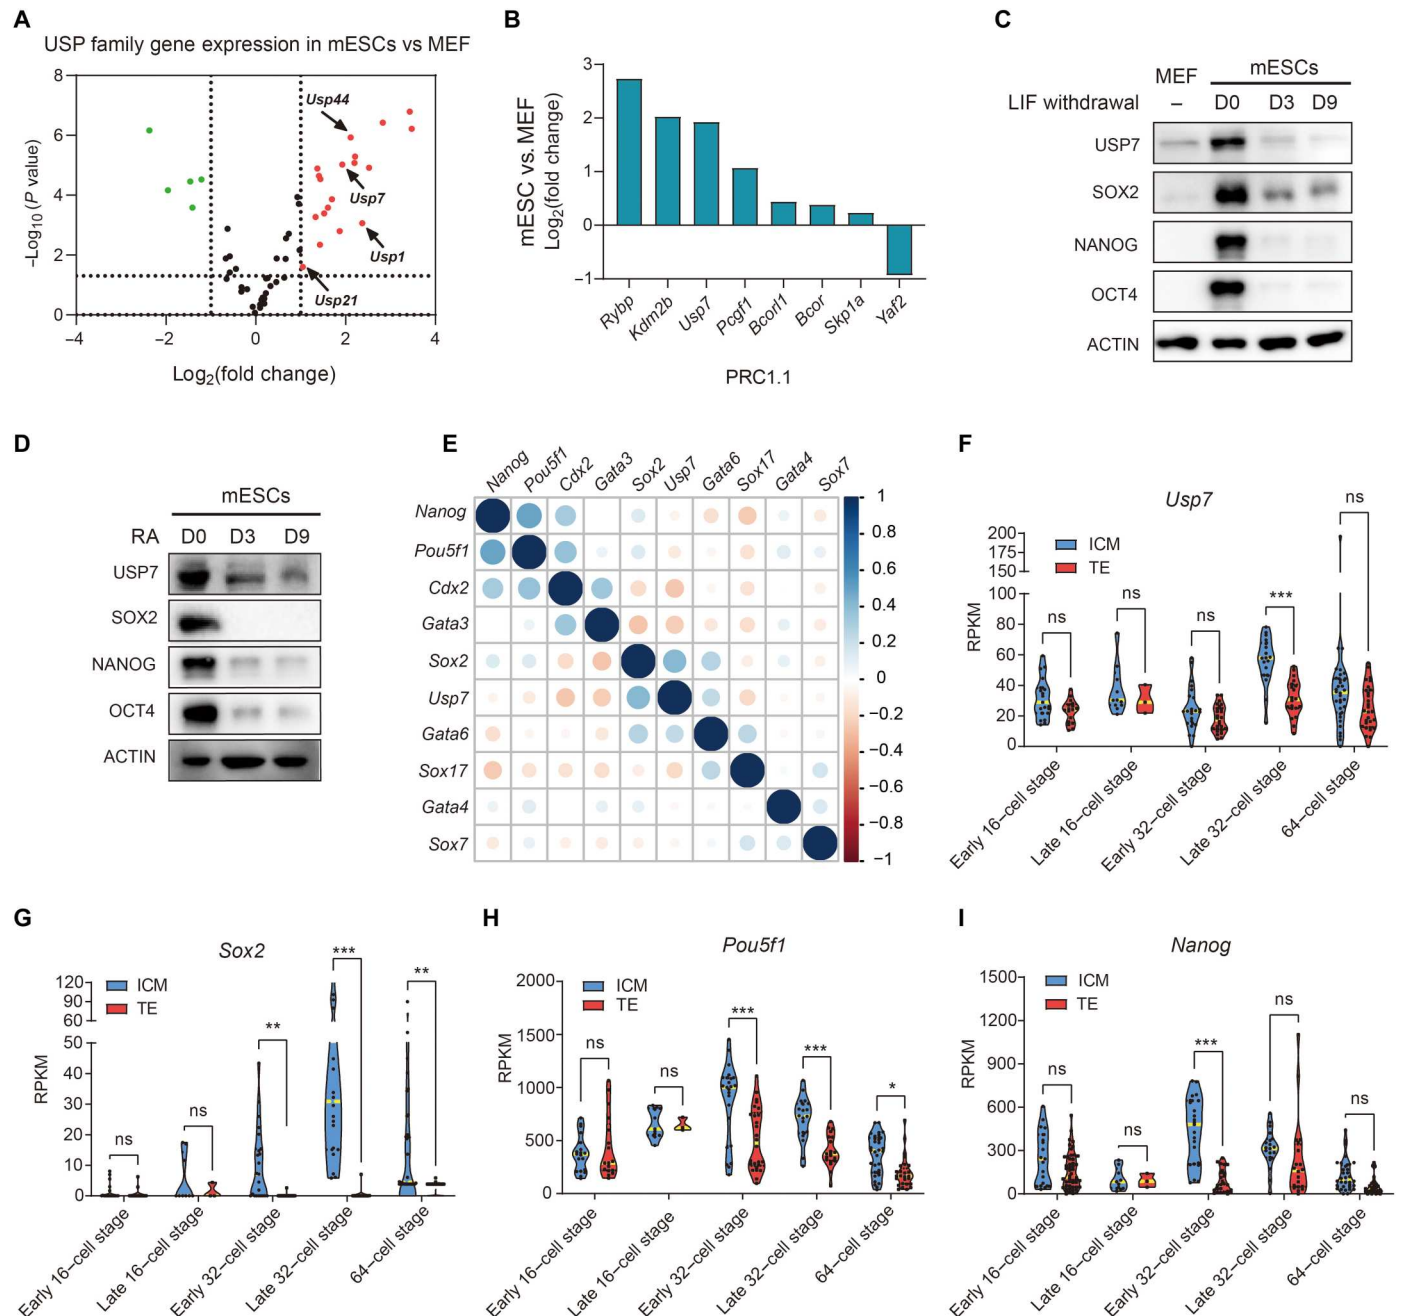 A
USP family gene expression in mESCs vs MEF
−Log10 (P value)
8
6
4
2
0
Usp44
Usp7
Usp1
Usp21
−4
−2
0
2
4
Log2(fold change)
B
mESC vs. MEF
Log2(fold change)
3
2
1
0
−1
Rybp
Kdm2b
Usp7
Pcgf1
Bcorl1
Bcor
Skp1a
Yaf2
PRC1.1
C
MEF
mESCs
LIF withdrawal
–
D0
D3
D9
USP7
SOX2
NANOG
OCT4
ACTIN
D
mESCs
RA
D0
D3
D9
USP7
SOX2
NANOG
OCT4
ACTIN
E
Nanog
Pou5f1
Cdx2
Gata3
Sox2
Usp7
Gata6
Sox17
Gata4
Sox7
Nanog
Pou5f1
Cdx2
Gata3
Sox2
Usp7
Gata6
Sox17
Gata4
Sox7
1
0.8
0.6
0.4
0.2
0
−0.2
−0.4
−0.6
−0.8
−1
F
Usp7
RPKM
200
175
150
100
80
60
40
20
0
ICM
TE
ns
ns
ns
***
ns
Early 16–cell stage
Late 16–cell stage
Early 32–cell stage
Late 32–cell stage
64–cell stage
G
Sox2
RPKM
120
90
60
50
40
30
20
10
0
ICM
TE
ns
ns
**
***
**
Early 16–cell stage
Late 16–cell stage
Early 32–cell stage
Late 32–cell stage
64–cell stage
H
Pou5f1
RPKM
2000
1500
1000
500
0
ICM
TE
ns
ns
***
***
*
Early 16–cell stage
Late 16–cell stage
Early 32–cell stage
Late 32–cell stage
64–cell stage
I
Nanog
RPKM
1500
1200
900
600
300
0
ICM
TE
ns
ns
***
ns
ns
Early 16–cell stage
Late 16–cell stage
Early 32–cell stage
Late 32–cell stage
64–cell stage